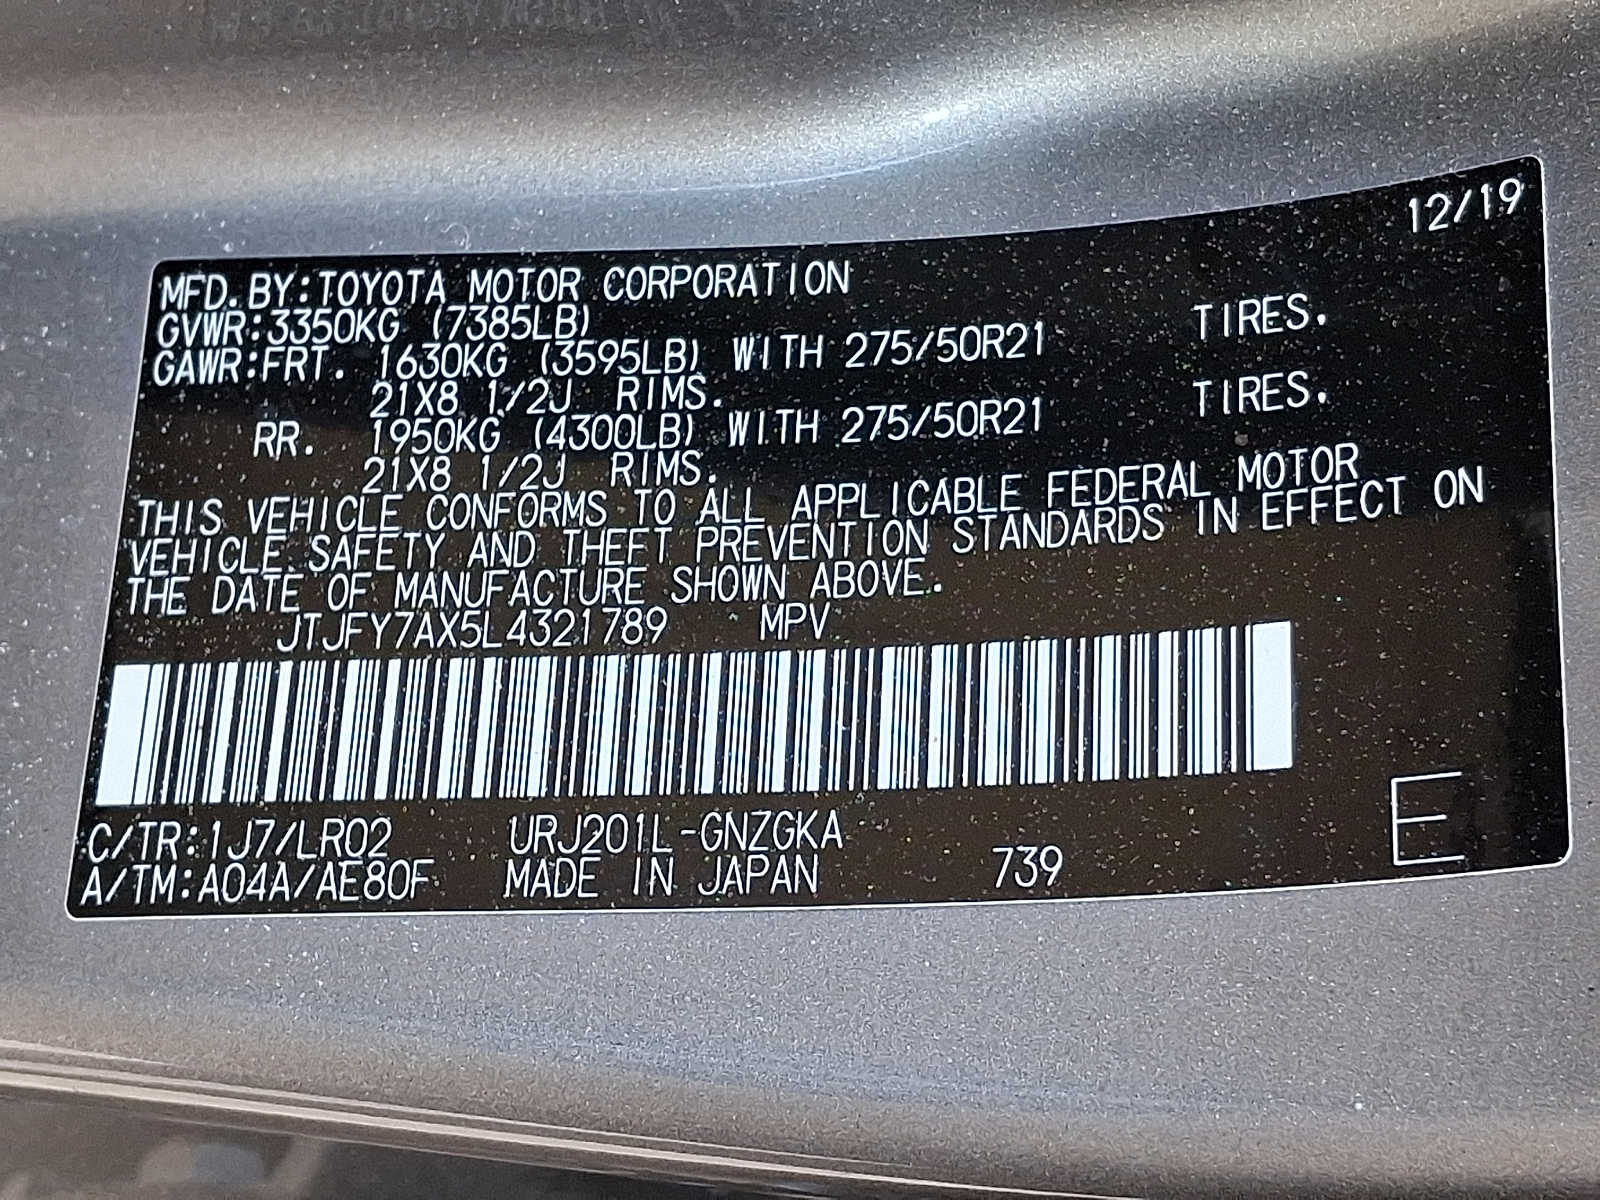 12/19
MFD.BY:TOYOTA MOTOR CORPORATION
GVWR:3350KG (7385LB)
GAWR:FRT. 1630KG (3595LB) WITH 275/50R21 TIRES.
21X8 1/2J RIMS.
RR. 1950KG (4300LB) WITH 275/50R21 TIRES.
21X8 1/2J RIMS.
THIS VEHICLE CONFORMS TO ALL APPLICABLE FEDERAL MOTOR
VEHICLE SAFETY AND THEFT PREVENTION STANDARDS IN EFFECT ON
THE DATE OF MANUFACTURE SHOWN ABOVE.
JTJFY7AX5L4321789 MPV
C/TR:1J7/LR02 URJ201L-GNZGKA
A/TM:A04A/AE80F MADE IN JAPAN 739 E